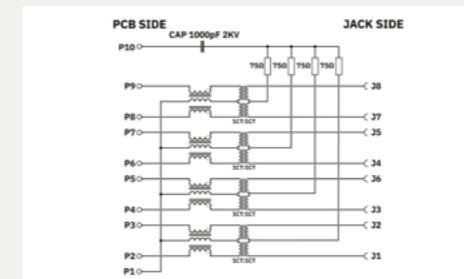 PCB SIDE JACK SIDE
CAP 1000pF 2KV
P10
75Ω 75Ω 75Ω 75Ω
P9 J8
P8 J7
1CT:1CT
P7 J5
P6 J4
1CT:1CT
P5 J6
P4 J3
1CT:1CT
P3 J2
P2 J1
1CT:1CT
P1